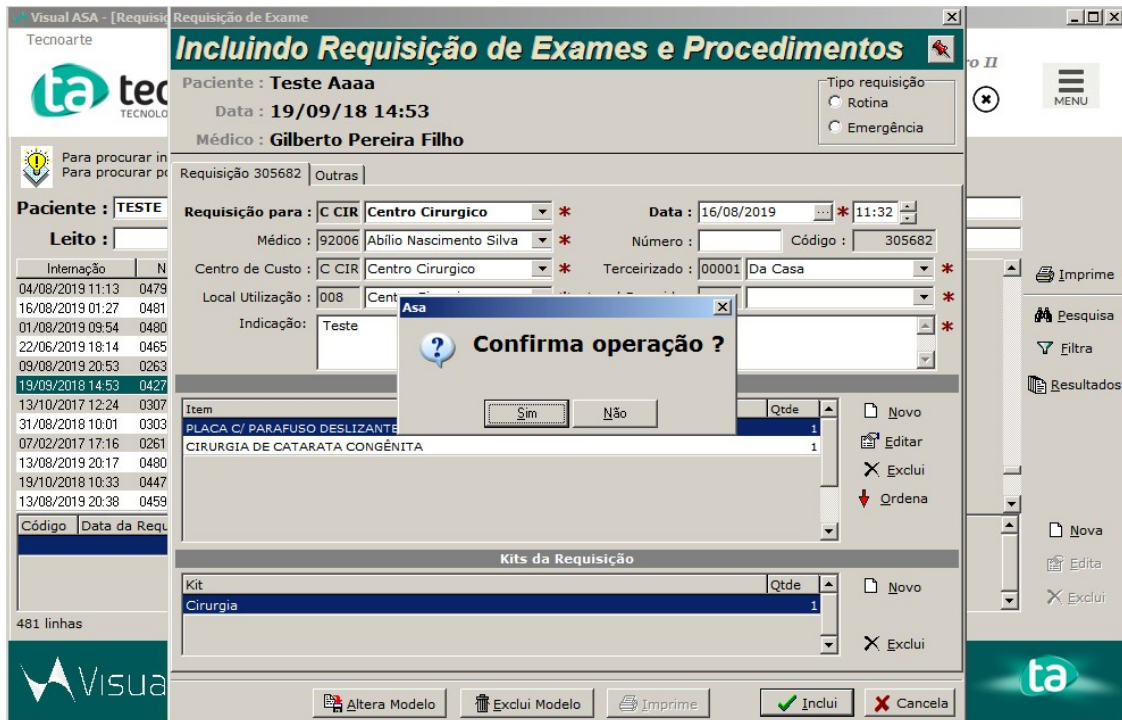 Visual ASA - [Requisiç
Requisição de Exame
Tecnoarte
Incluindo Requisição de Exames e Procedimentos
ta tec
TECNOLO
ro II
MENU
Paciente : Teste Aaaa
Data : 19/09/18 14:53
Médico : Gilberto Pereira Filho
Tipo requisição
Rotina
Emergência
Para procurar in
Para procurar po
Paciente : TESTE
Leito :
Requisição 305682 Outras
Requisição para : C CIR Centro Cirurgico * Data : 16/08/2019 ... * 11:32
Médico : 92006 Abílio Nascimento Silva * Número : Código : 305682
Centro de Custo : C CIR Centro Cirurgico * Terceirizado : 00001 Da Casa *
Local Utilização : 008 *
Indicação: Teste *
Internação N
04/08/2019 11:13 0479
16/08/2019 01:27 0481
01/08/2019 09:54 0480
22/06/2019 18:14 0465
09/08/2019 20:53 0263
19/09/2018 14:53 0427
13/10/2017 12:24 0307
31/08/2018 10:01 0303
07/02/2017 17:16 0261
13/08/2019 20:17 0480
19/10/2018 10:33 0447
13/08/2019 20:38 0459
Código Data da Requ
481 linhas
Asa
Confirma operação ?
Sim Não
Item Qtde
PLACA C/ PARAFUSO DESLIZANTE 1
CIRURGIA DE CATARATA CONGÊNITA 1
Novo
Editar
Exclui
Ordena
Kits da Requisição
Kit Qtde
Cirurgia 1
Novo
Exclui
Imprime
Pesquisa
Filtra
Resultados
Nova
Edita
Exclui
Altera Modelo Exclui Modelo Imprime Inclui Cancela
Visua
ta